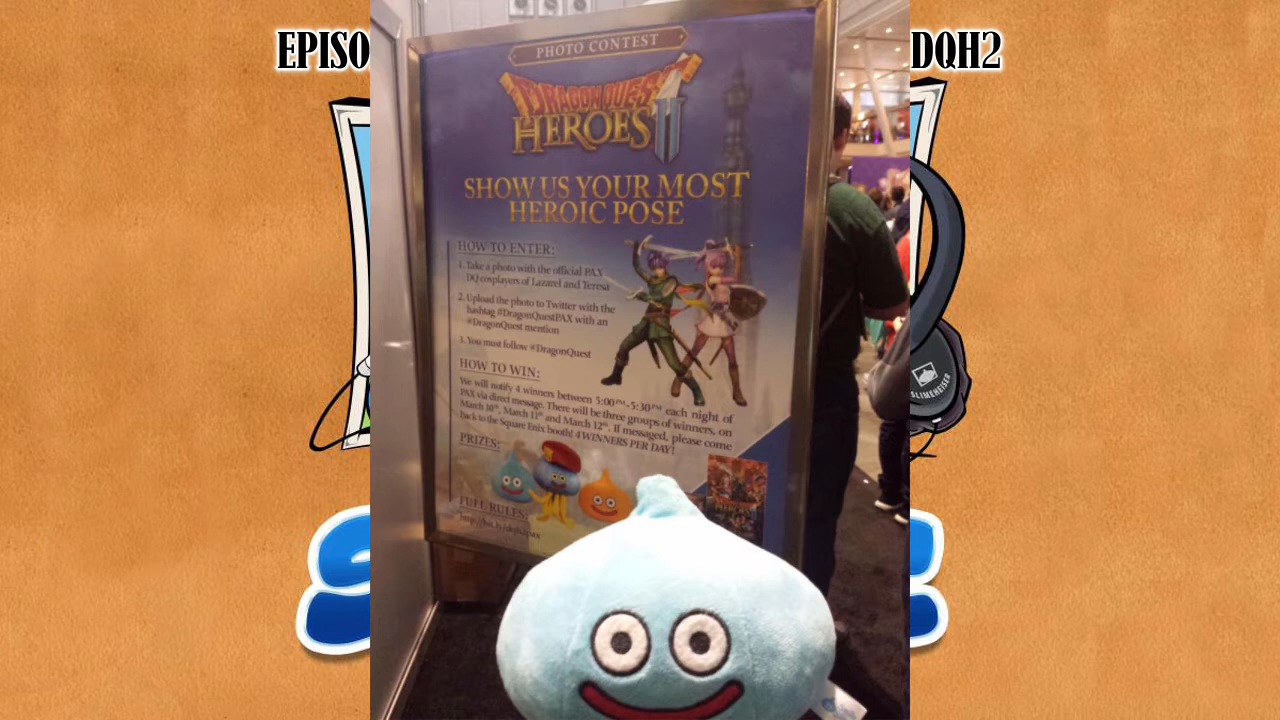 EPISO
DQH2
PHOTO CONTEST
DRAGON QUEST
HEROES II
SHOW US YOUR MOST
HEROIC POSE
HOW TO ENTER:
1. Take a photo with the official PAX
DQ cosplayers of Lazarel and Teresa
2. Upload the photo to Twitter with the
hashtag #DragonQuestPAX with an
@DragonQuest mention
3. You must follow @DragonQuest
HOW TO WIN:
We will notify 4 winners between 5:00PM-5:30PM each night of
PAX via direct message. There will be three groups of winners, on
March 10th, March 11th and March 12th. If messaged, please come
back to the Square Enix booth! 4 WINNERS PER DAY!
PRIZES:
FULL RULES:
http://bit.ly/dqh2pax
SLIMEHEISER
S
E